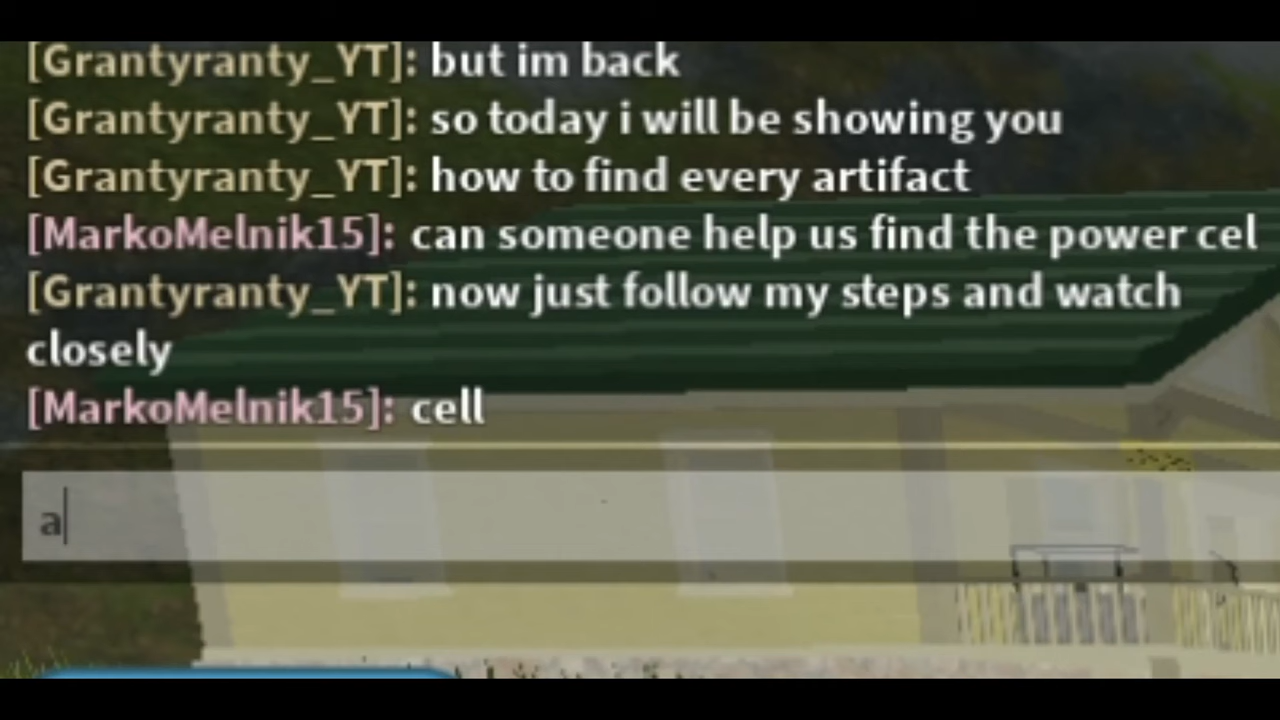 [Grantyranty_YT]: but im back
[Grantyranty_YT]: so today i will be showing you
[Grantyranty_YT]: how to find every artifact
[MarkoMelnik15]: can someone help us find the power cel
[Grantyranty_YT]: now just follow my steps and watch
closely
[MarkoMelnik15]: cell
a